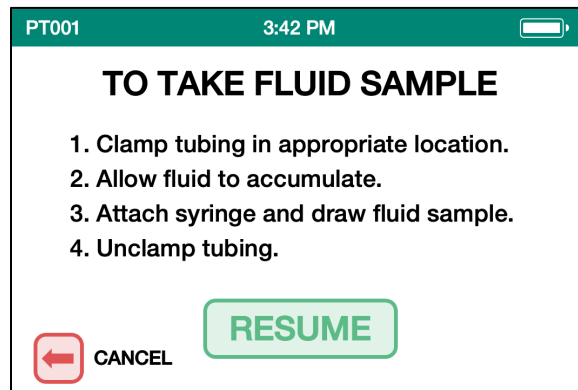 PT001 3:42 PM
TO TAKE FLUID SAMPLE
1. Clamp tubing in appropriate location.
2. Allow fluid to accumulate.
3. Attach syringe and draw fluid sample.
4. Unclamp tubing.
RESUME
CANCEL